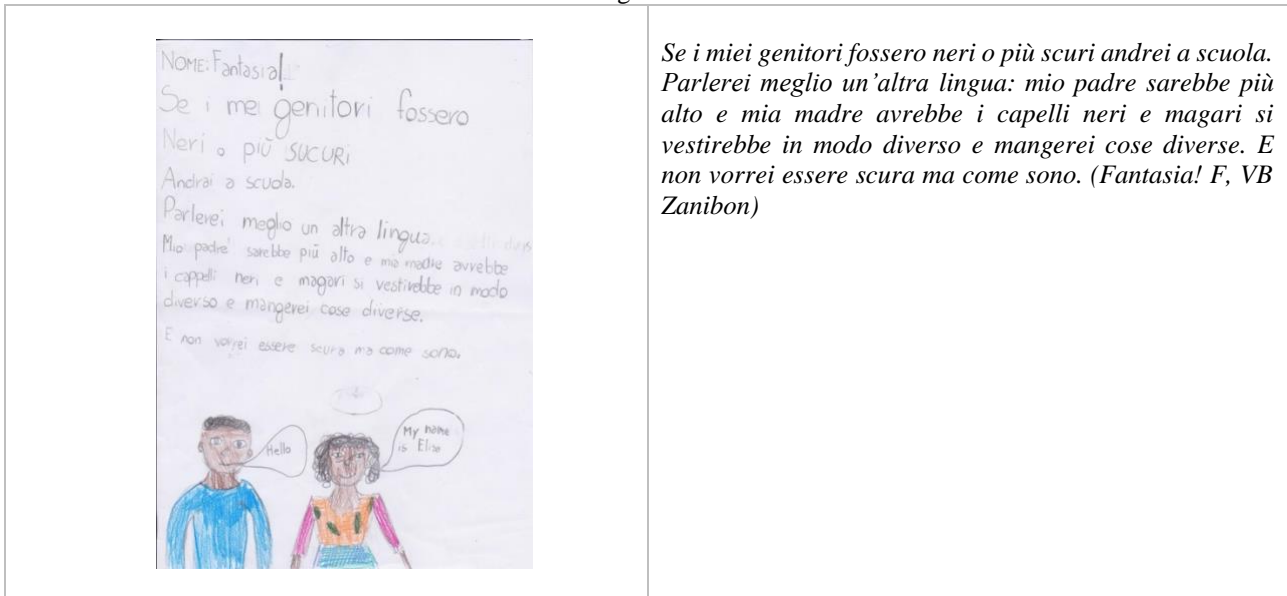 NOME: Fantasia!
Se i mei genitori fossero
Neri o più SUCURI
Andrai a scuola.
Parlerei meglio un altra lingua.
Mio padre sarebbe più alto e ma madre avrebbe
i cappelli neri e magari si vestirebbe in modo
diverso e mangerei cose diverse.
E non vorrei essere scura ma come sono.
Hello
My name
is Elise
Se i miei genitori fossero neri o più scuri andrei a scuola.
Parlerei meglio un'altra lingua: mio padre sarebbe più
alto e mia madre avrebbe i capelli neri e magari si
vestirebbe in modo diverso e mangerei cose diverse. E
non vorrei essere scura ma come sono. (Fantasia! F, VB
Zanibon)